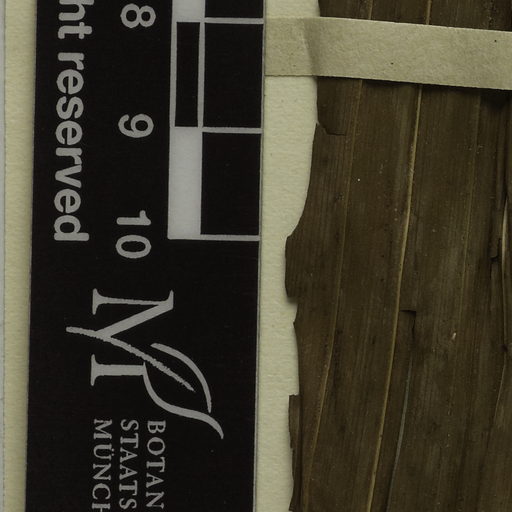 ht reserved
8
9
10
M
BOTAN
STAATS
MÜNCH